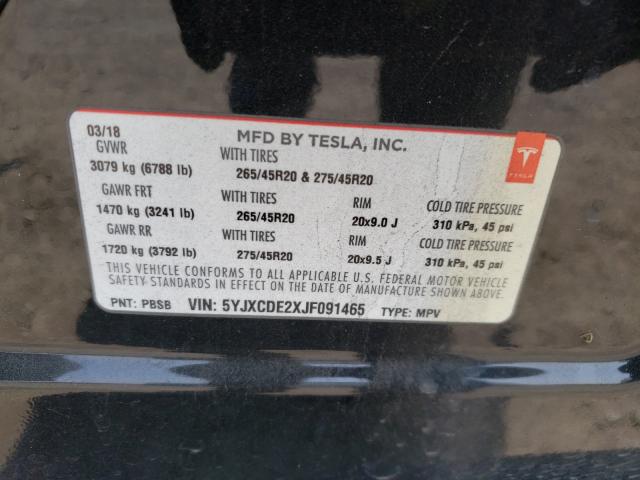 03/18 MFD BY TESLA, INC.
GVWR WITH TIRES
3079 kg (6788 lb) 265/45R20 & 275/45R20
GAWR FRT WITH TIRES RIM COLD TIRE PRESSURE
1470 kg (3241 lb) 265/45R20 20x9.0 J 310 kPa, 45 psi
GAWR RR WITH TIRES RIM COLD TIRE PRESSURE
1720 kg (3792 lb) 275/45R20 20x9.5 J 310 kPa, 45 psi
THIS VEHICLE CONFORMS TO ALL APPLICABLE U.S. FEDERAL MOTOR VEHICLE
SAFETY STANDARDS IN EFFECT ON THE DATE OF MANUFACTURE SHOWN ABOVE.
PNT: PBSB VIN: 5YJXCDE2XJF091465 TYPE: MPV
TESLA